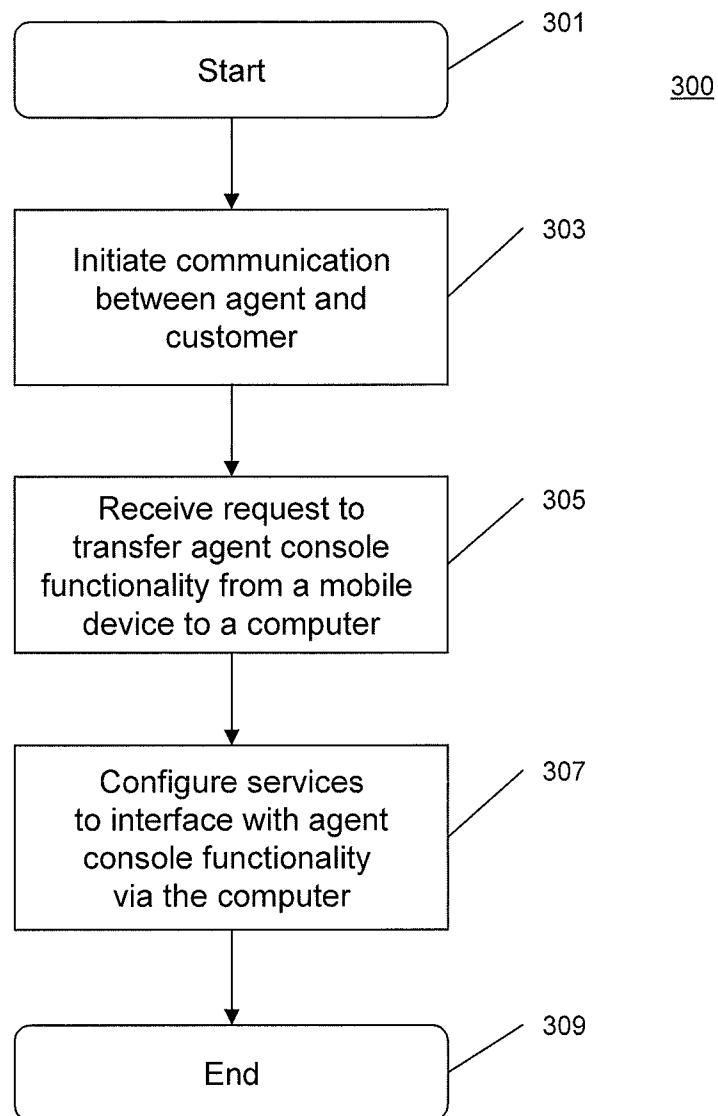 301
Start
300
303
Initiate communication
between agent and
customer
305
Receive request to
transfer agent console
functionality from a mobile
device to a computer
307
Configure services
to interface with agent
console functionality
via the computer
309
End